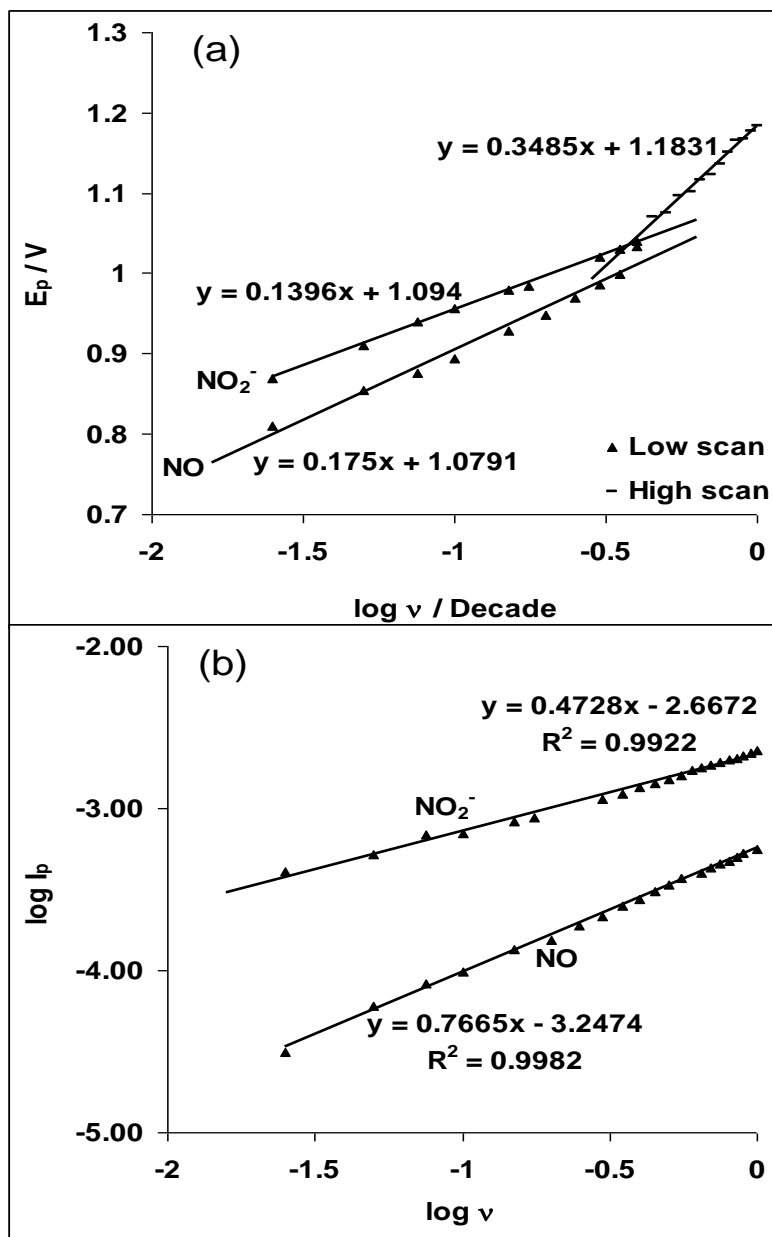 (a)
1.3
1.2
1.1
1
0.9
0.8
0.7
E_p / V
y = 0.3485x + 1.1831
y = 0.1396x + 1.094
NO₂⁻
NO
y = 0.175x + 1.0791
▲ Low scan
– High scan
-2 -1.5 -1 -0.5 0
log ν / Decade
(b)
-2.00
-3.00
-4.00
-5.00
log I_p
y = 0.4728x - 2.6672
R² = 0.9922
NO₂⁻
NO
y = 0.7665x - 3.2474
R² = 0.9982
-2 -1.5 -1 -0.5 0
log ν